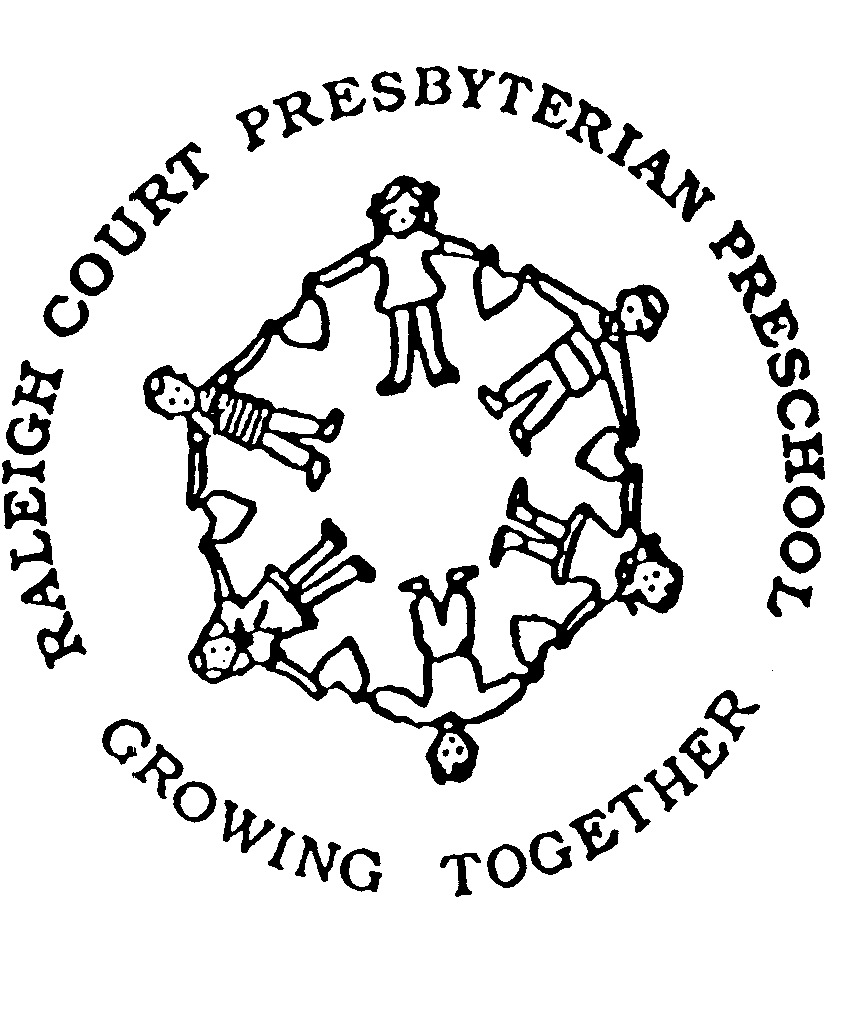 RALEIGH COURT PRESBYTERIAN PRESCHOOL
GROWING TOGETHER